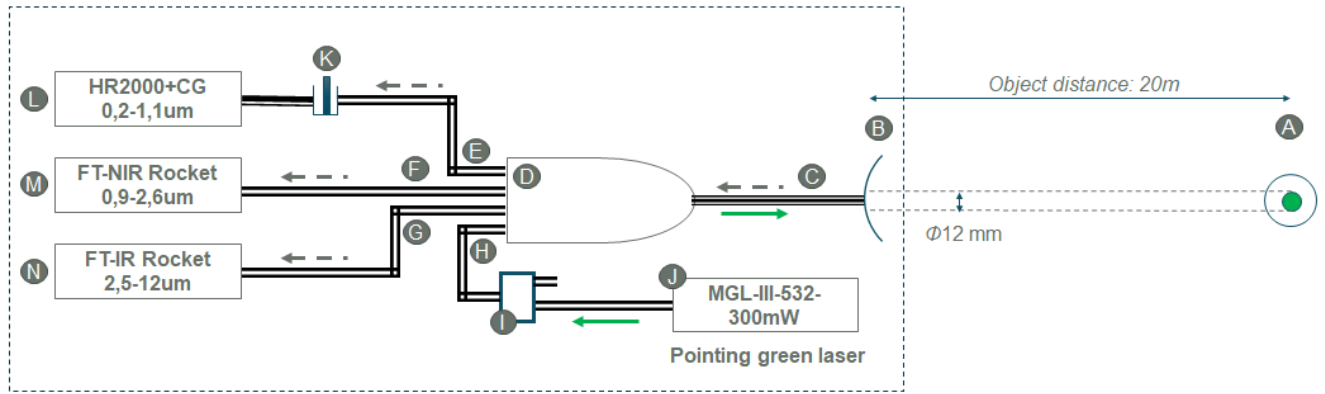 K
L
HR2000+CG
0,2-1,1um
Object distance: 20m
B
A
E
M
FT-NIR Rocket
0,9-2,6um
F
D
C
G
H
Φ12 mm
N
FT-IR Rocket
2,5-12um
I
J
MGL-III-532-
300mW
Pointing green laser